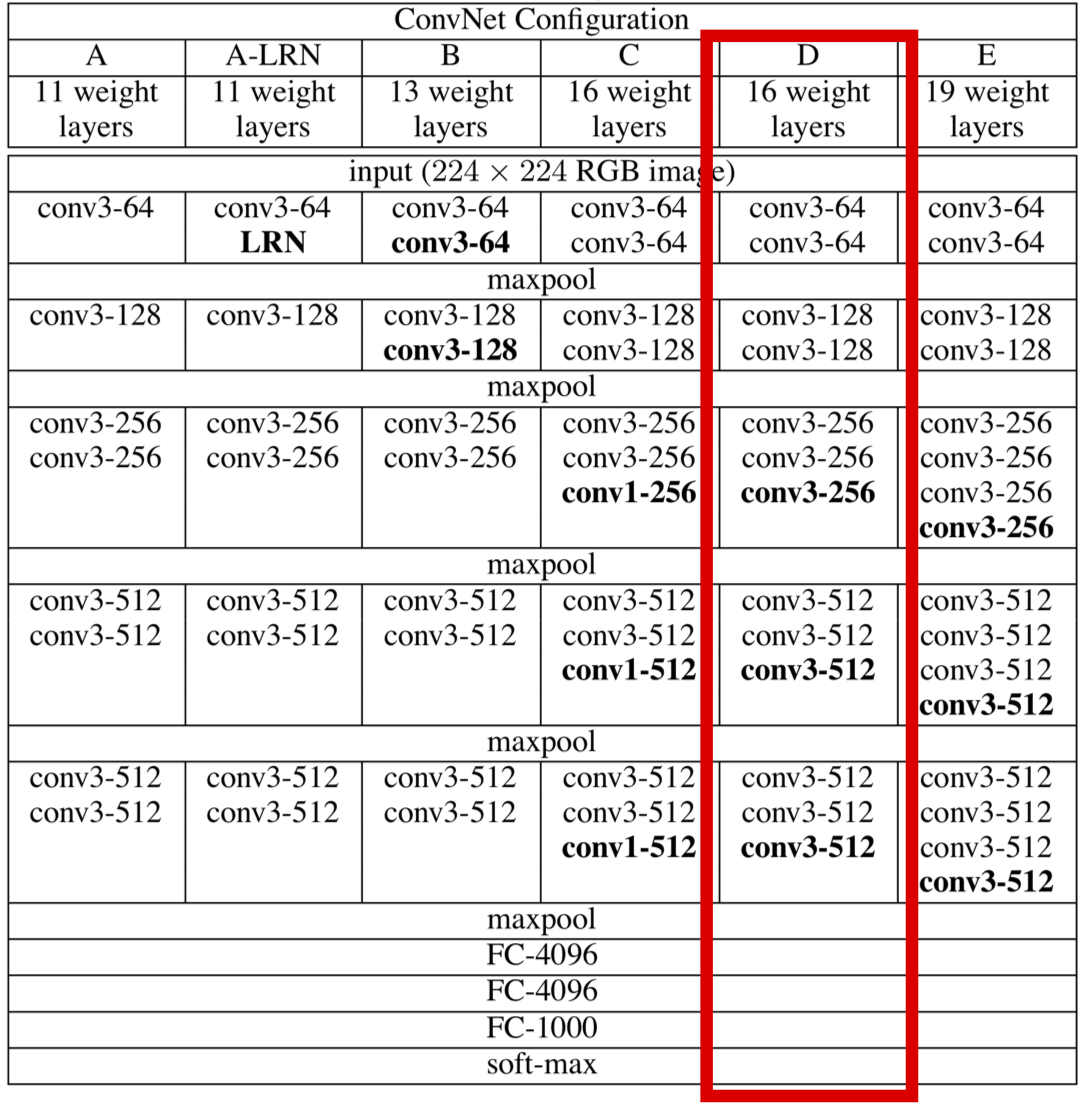 ConvNet Configuration
A A-LRN B C D E
11 weight 11 weight 13 weight 16 weight 16 weight 19 weight
layers layers layers layers layers layers
input (224 × 224 RGB image)
conv3-64 conv3-64 conv3-64 conv3-64 conv3-64 conv3-64
LRN conv3-64 conv3-64 conv3-64 conv3-64
maxpool
conv3-128 conv3-128 conv3-128 conv3-128 conv3-128 conv3-128
conv3-128 conv3-128 conv3-128 conv3-128
maxpool
conv3-256 conv3-256 conv3-256 conv3-256 conv3-256 conv3-256
conv3-256 conv3-256 conv3-256 conv3-256 conv3-256 conv3-256
conv1-256 conv3-256 conv3-256
conv3-256
maxpool
conv3-512 conv3-512 conv3-512 conv3-512 conv3-512 conv3-512
conv3-512 conv3-512 conv3-512 conv3-512 conv3-512 conv3-512
conv1-512 conv3-512 conv3-512
conv3-512
maxpool
conv3-512 conv3-512 conv3-512 conv3-512 conv3-512 conv3-512
conv3-512 conv3-512 conv3-512 conv3-512 conv3-512 conv3-512
conv1-512 conv3-512 conv3-512
conv3-512
maxpool
FC-4096
FC-4096
FC-1000
soft-max